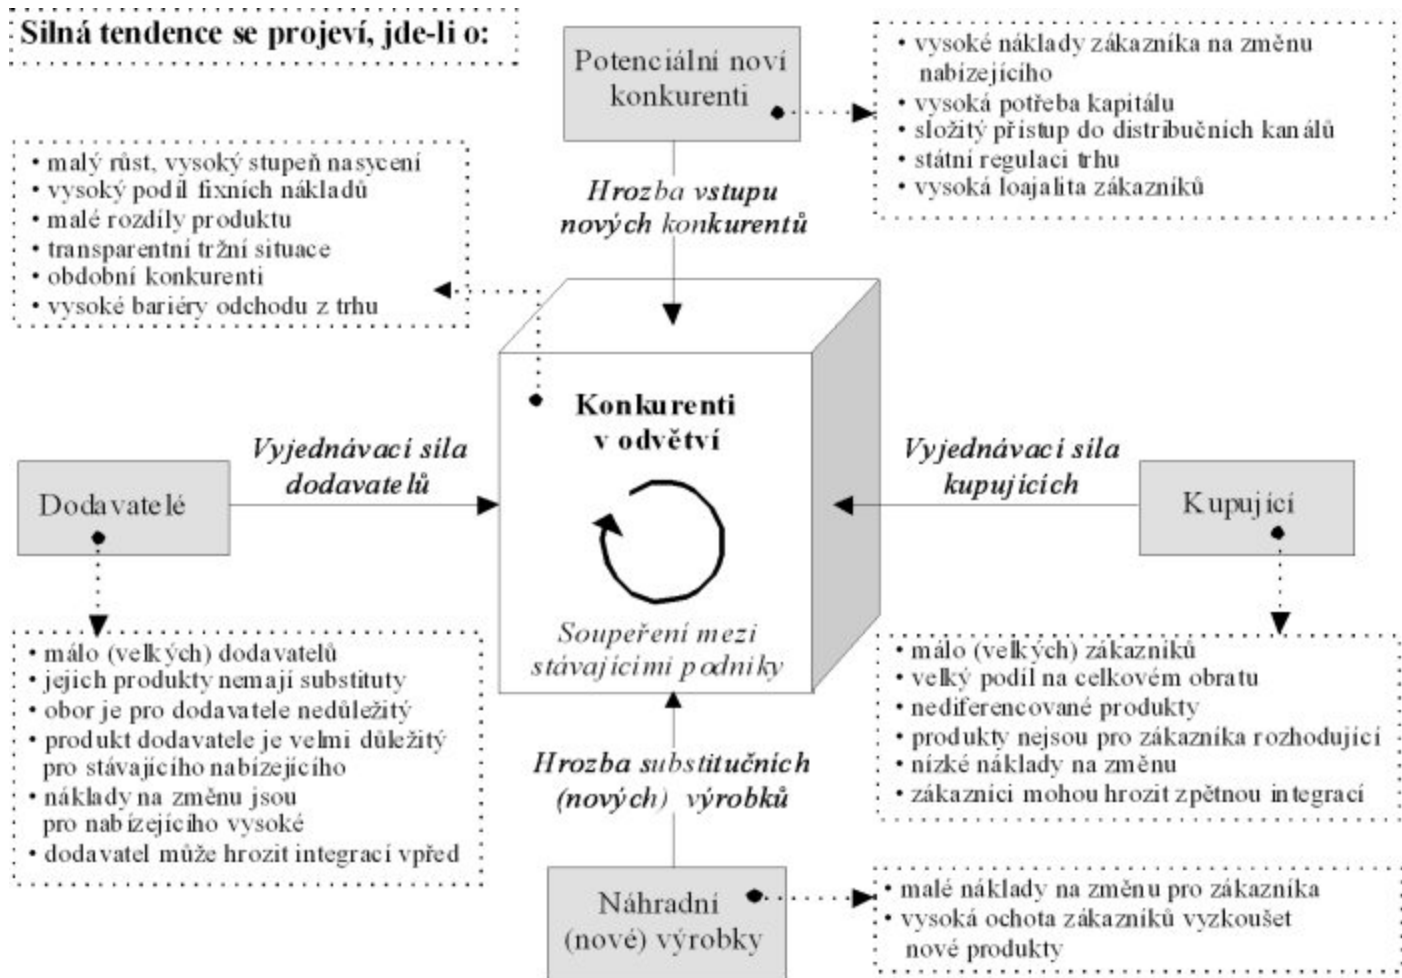 Silná tendence se projeví, jde-li o:
Potenciální noví
konkurenti
• vysoké náklady zákazníka na změnu
nabízejícího
• vysoká potřeba kapitálu
• složitý přístup do distribučních kanálů
• státní regulaci trhu
• vysoká loajalita zákazníků
• malý růst, vysoký stupeň nasycení
• vysoký podíl fixních nákladů
• malé rozdíly produktu
• transparentní tržní situace
• obdobní konkurenti
• vysoké bariéry odchodu z trhu
Hrozba vstupu
nových konkurentů
Konkurenti
v odvětví
Vyjednávací síla
dodavatelů
Vyjednávací síla
kupujících
Dodavatelé
Kupující
Soupeření mezi
stávajícími podniky
• málo (velkých) dodavatelů
• jejich produkty nemají substituty
• obor je pro dodavatele nedůležitý
• produkt dodavatele je velmi důležitý
pro stávajícího nabízejícího
• náklady na změnu jsou
pro nabízejícího vysoké
• dodavatel může hrozit integrací vpřed
• málo (velkých) zákazníků
• velký podíl na celkovém obratu
• nediferencované produkty
• produkty nejsou pro zákazníka rozhodující
• nízké náklady na změnu
• zákazníci mohou hrozit zpětnou integrací
Hrozba substitučních
(nových) výrobků
Náhradní
(nové) výrobky
• malé náklady na změnu pro zákazníka
• vysoká ochota zákazníků vyzkoušet
nové produkty